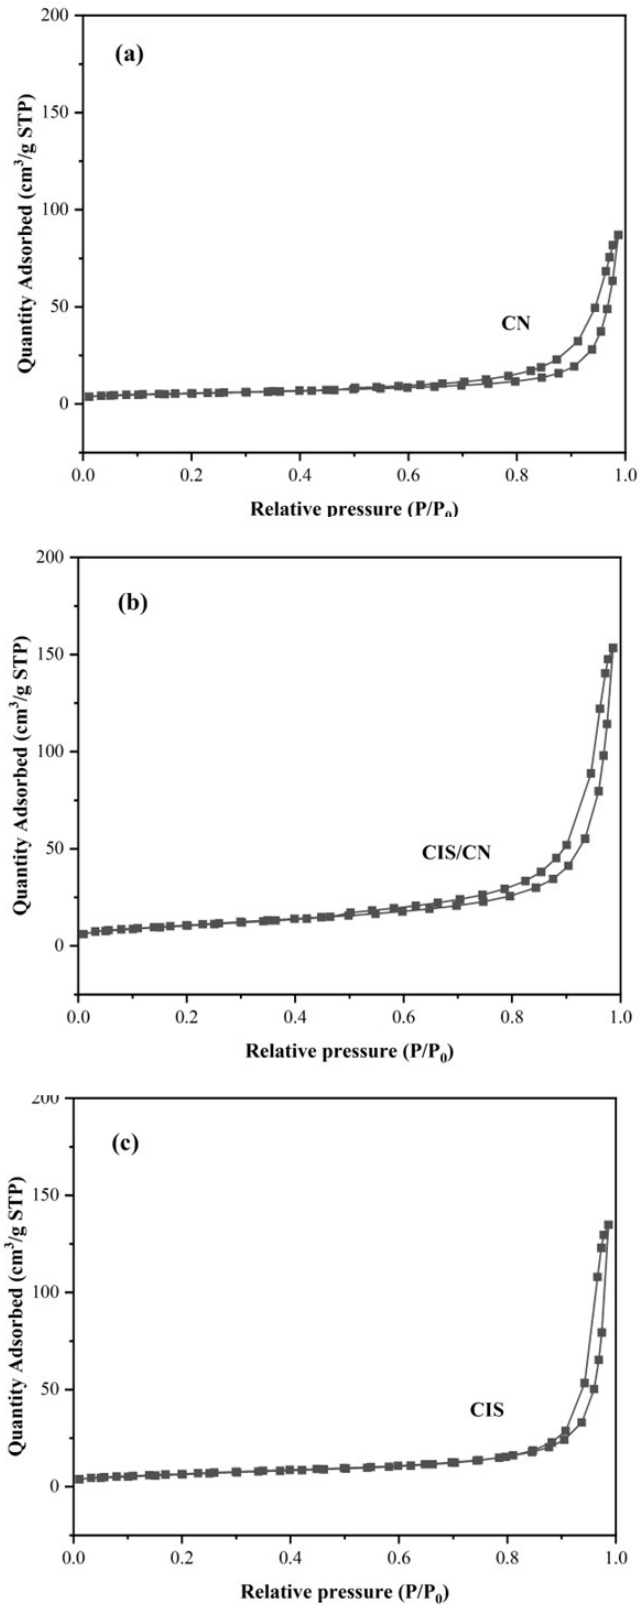 (a)
200
150
100
50
0
Quantity Adsorbed (cm³/g STP)
CN
0.0 0.2 0.4 0.6 0.8 1.0
Relative pressure (P/P₀)
(b)
200
150
100
50
0
Quantity Adsorbed (cm³/g STP)
CIS/CN
0.0 0.2 0.4 0.6 0.8 1.0
Relative pressure (P/P₀)
(c)
200
150
100
50
0
Quantity Adsorbed (cm³/g STP)
CIS
0.0 0.2 0.4 0.6 0.8 1.0
Relative pressure (P/P₀)